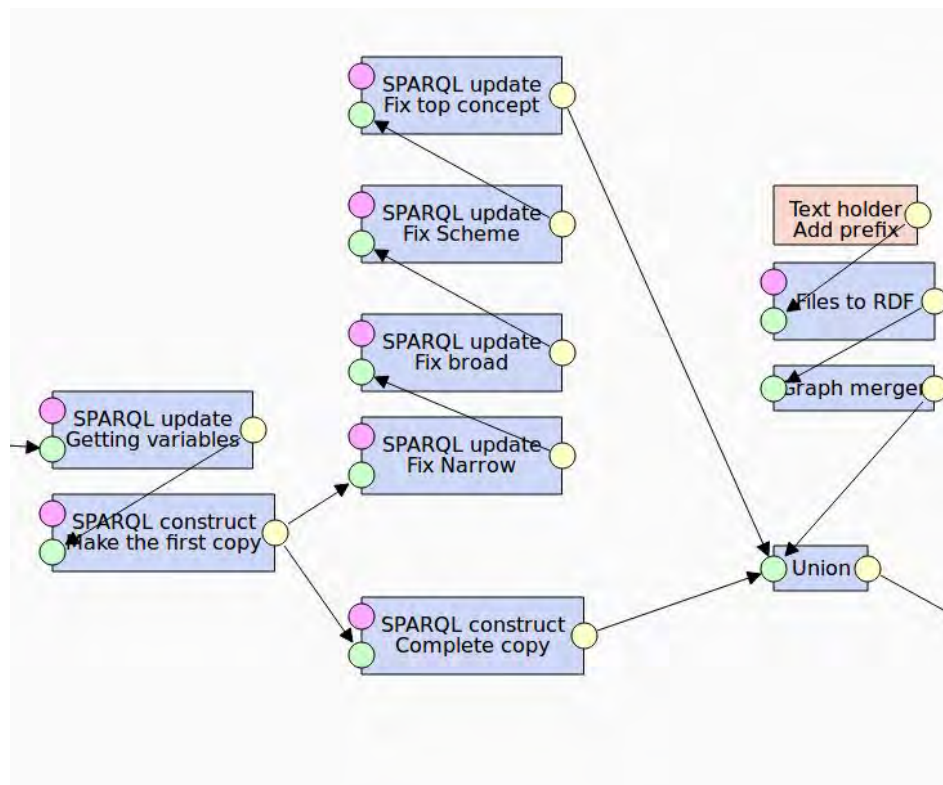 SPARQL update
Fix top concept
SPARQL update
Fix Scheme
Text holder
Add prefix
Files to RDF
SPARQL update
Fix broad
Graph merger
SPARQL update
Getting variables
SPARQL update
Fix Narrow
SPARQL construct
Make the first copy
Union
SPARQL construct
Complete copy